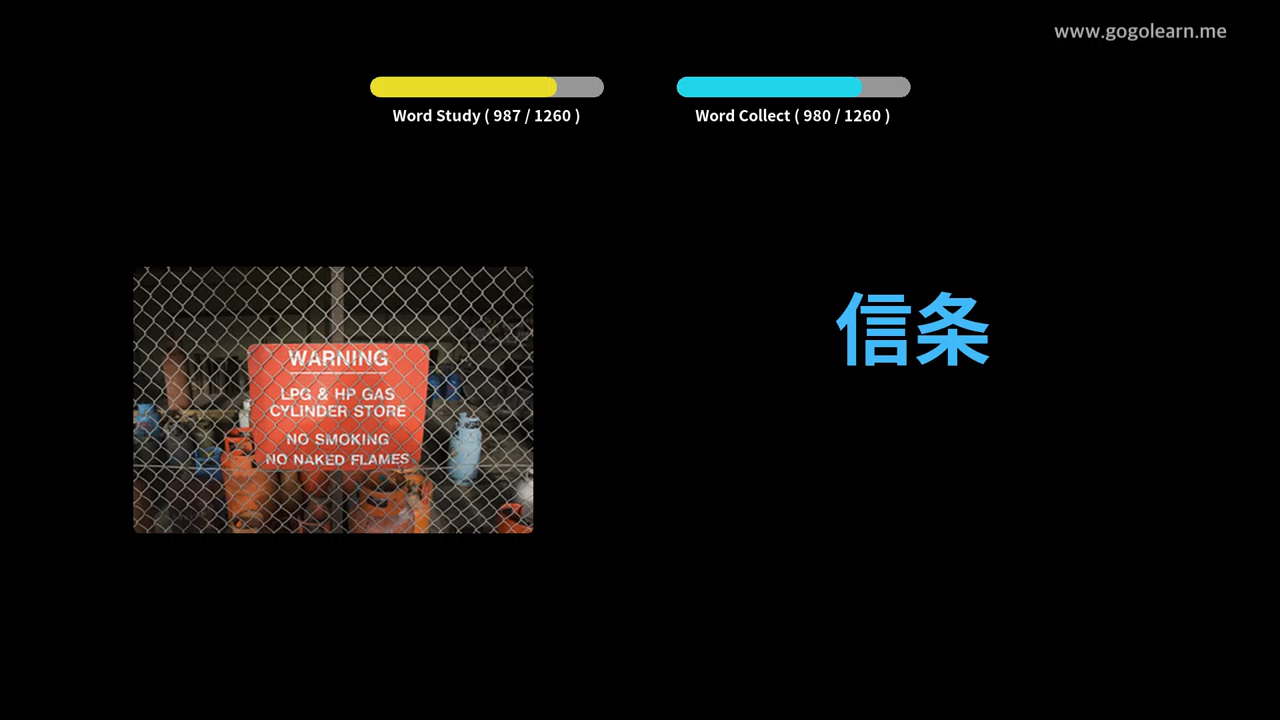 www.gogolearn.me
Word Study ( 987 / 1260 )
Word Collect ( 980 / 1260 )
信条
WARNING
LPG & HP GAS
CYLINDER STORE
NO SMOKING
NO NAKED FLAMES